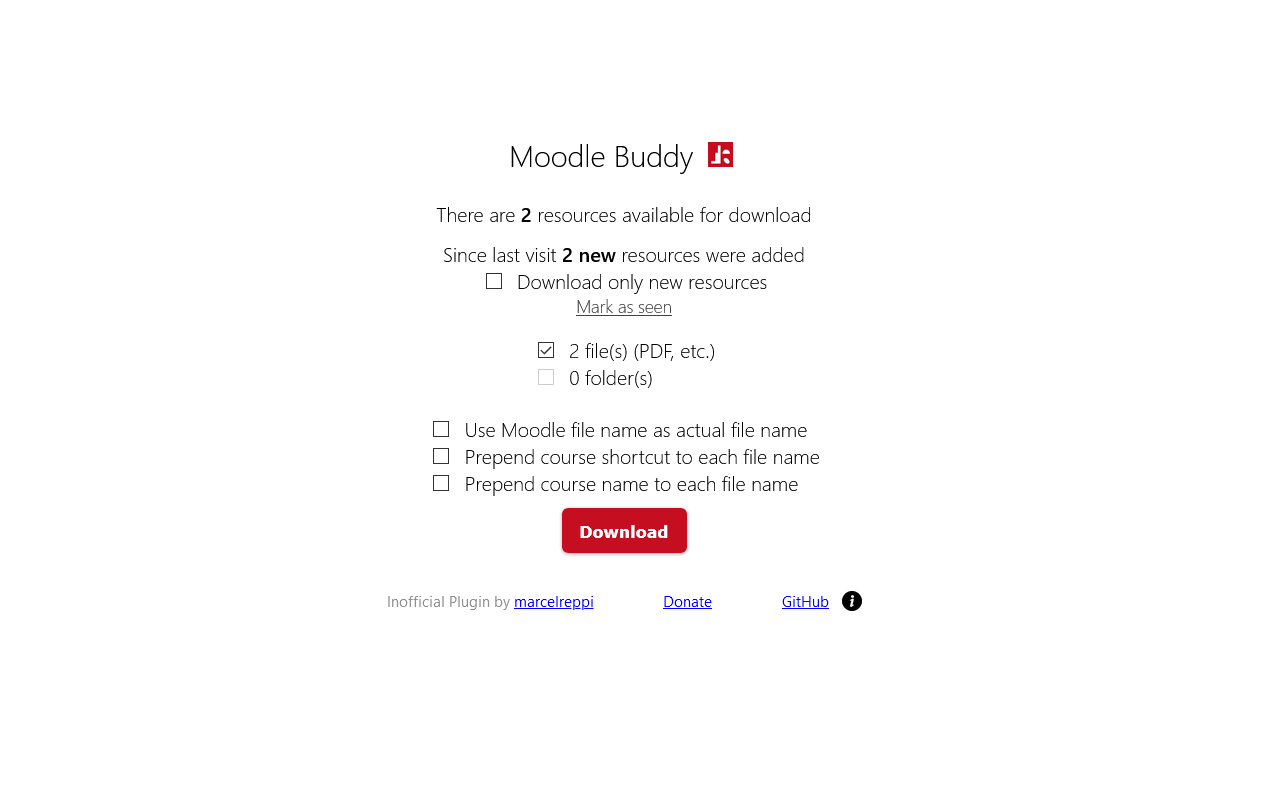 Moodle Buddy
There are 2 resources available for download
Since last visit 2 new resources were added
Download only new resources
Mark as seen
2 file(s) (PDF, etc.)
0 folder(s)
Use Moodle file name as actual file name
Prepend course shortcut to each file name
Prepend course name to each file name
Download
Inofficial Plugin by marcelreppi Donate GitHub i